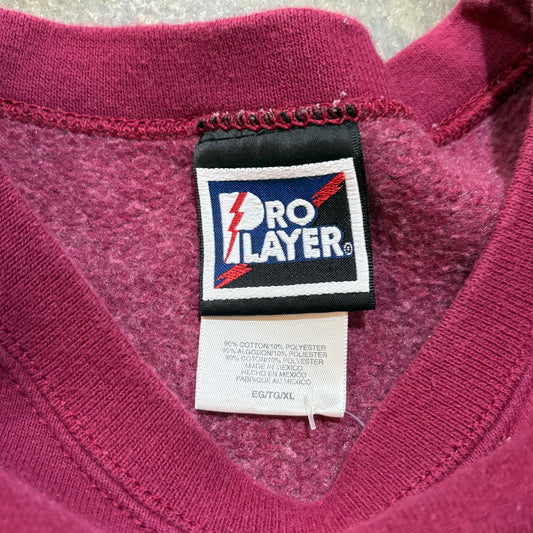 PRO
PLAYER®
90% COTTON/10% POLYESTER
90% ALGODON/10% POLIESTER
90% COTON/10% POLYESTER
MADE IN MEXICO
HECHO EN MEXICO
FABRIQUE AU MEXICO
EG/TG/XL